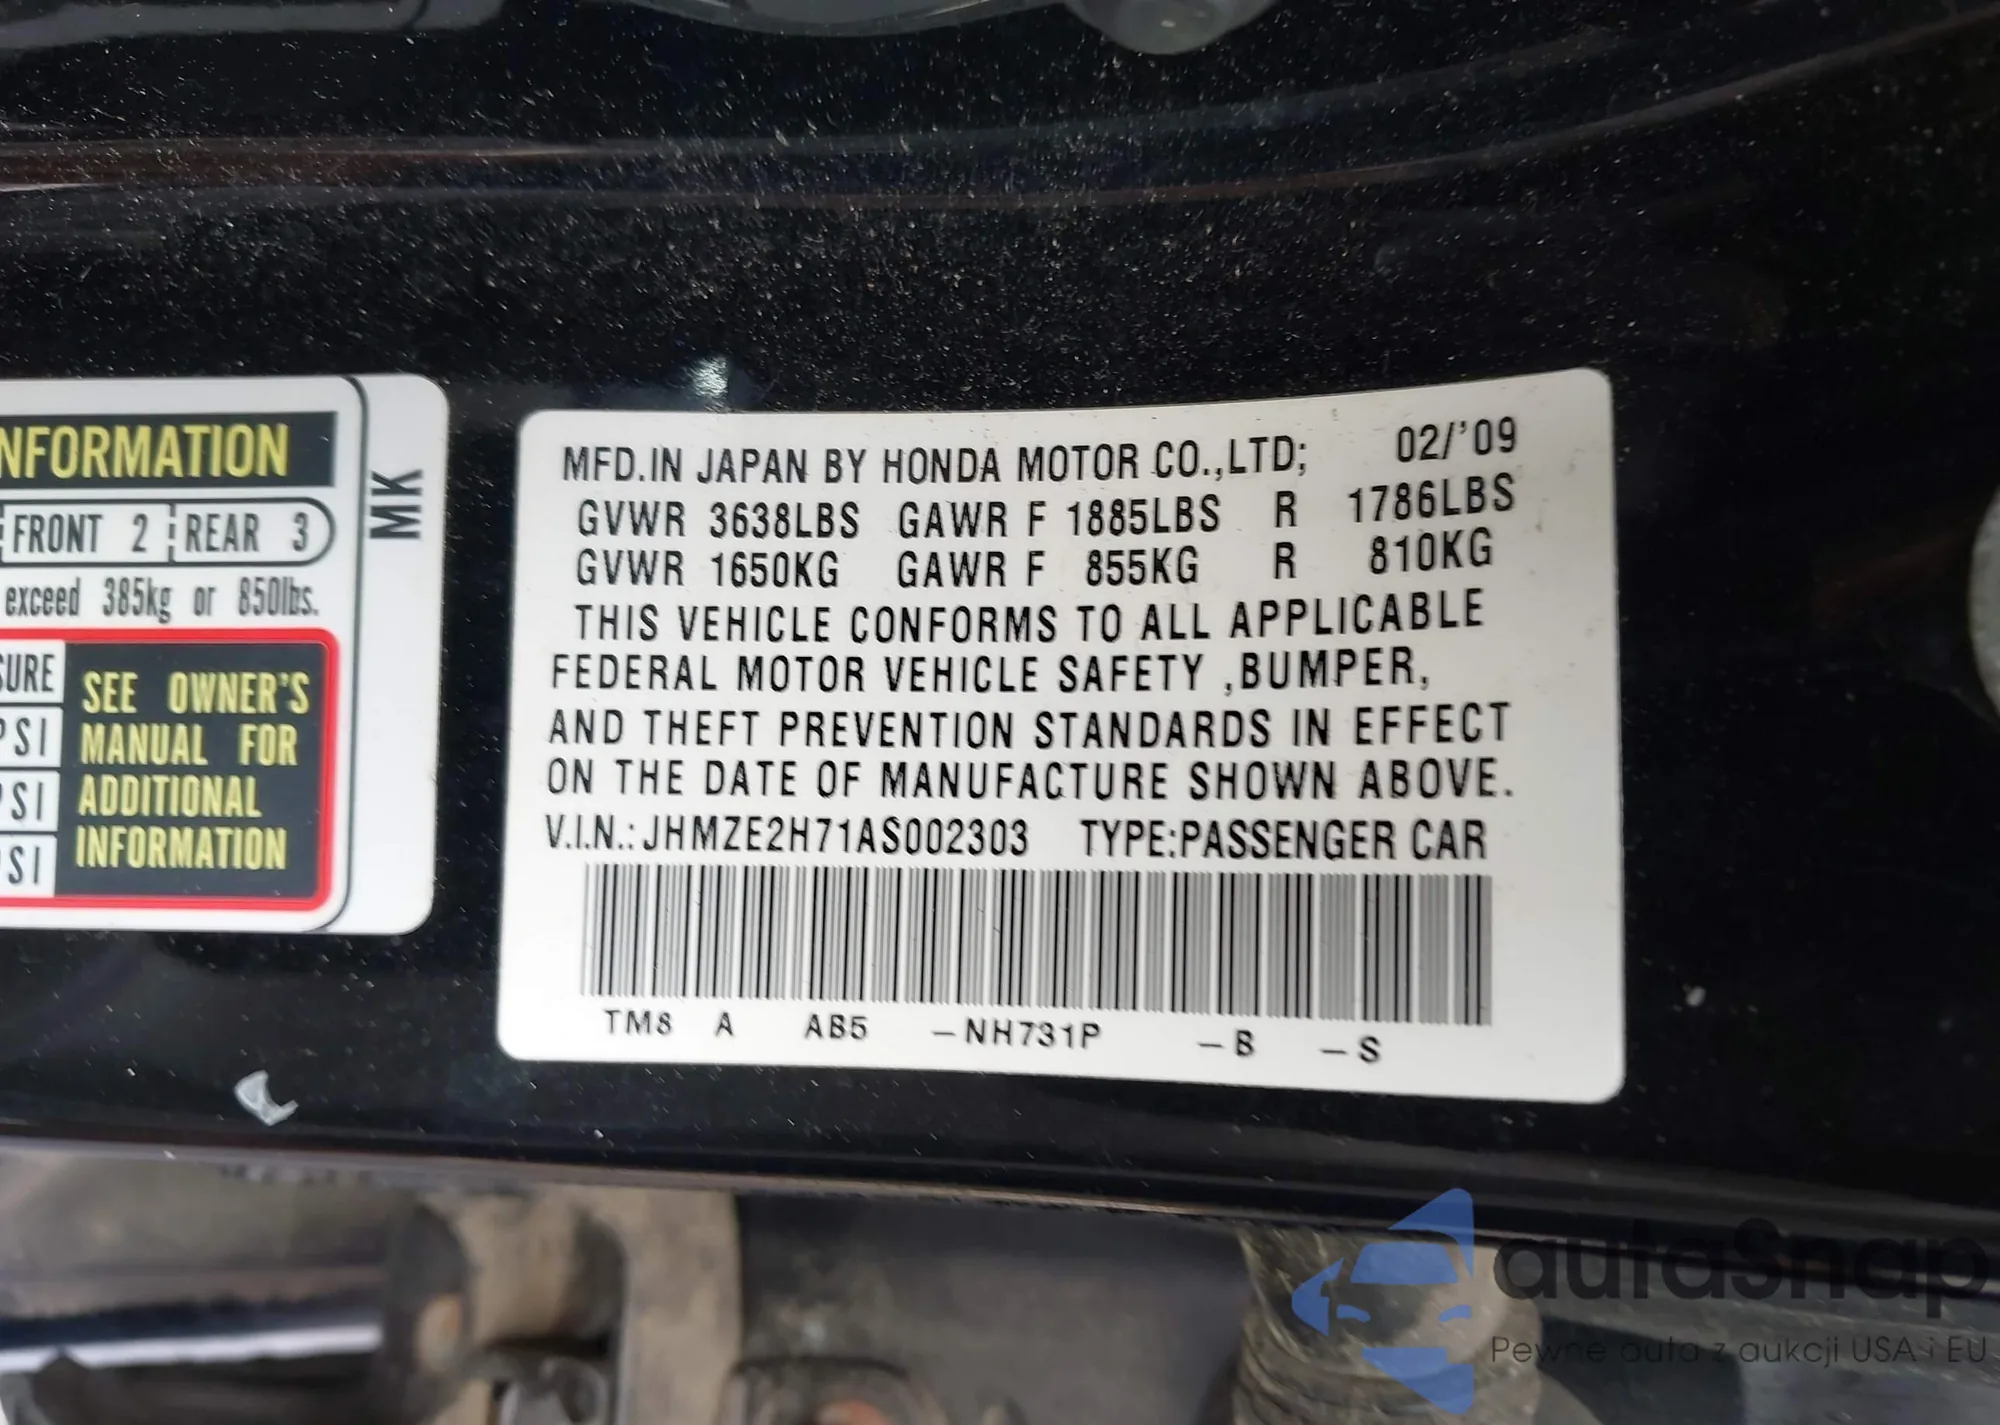 NFORMATION
FRONT 2 REAR 3
exceed 385kg or 850lbs.
SURE
PSI
PSI
PSI
SEE OWNER'S
MANUAL FOR
ADDITIONAL
INFORMATION
MK
MFD.IN JAPAN BY HONDA MOTOR CO.,LTD; 02/'09
GVWR 3638LBS GAWR F 1885LBS R 1786LBS
GVWR 1650KG GAWR F 855KG R 810KG
THIS VEHICLE CONFORMS TO ALL APPLICABLE
FEDERAL MOTOR VEHICLE SAFETY ,BUMPER,
AND THEFT PREVENTION STANDARDS IN EFFECT
ON THE DATE OF MANUFACTURE SHOWN ABOVE.
V.I.N.: JHMZE2H71AS002303 TYPE:PASSENGER CAR
TM8 A AB5 –NH731P –B –S
autaSnap
Pewne auta z aukcji USA i EU